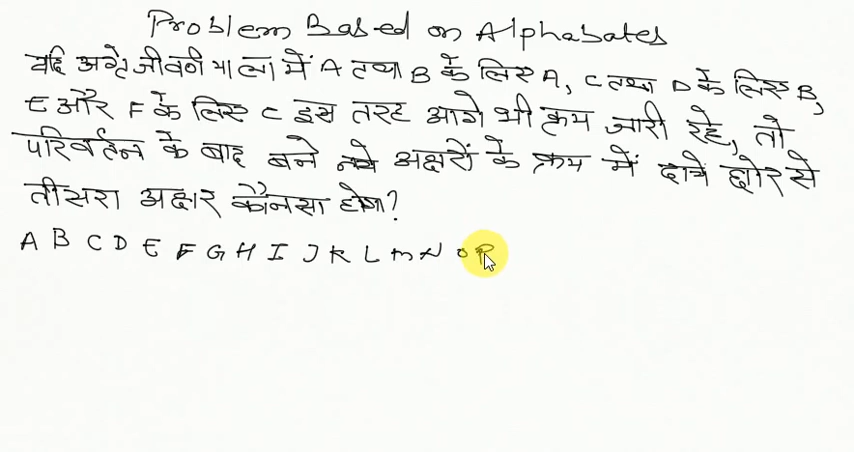 Problem Based on Alphabates
यदि अंग्रेजी वर्णमाला में A तथा B के लिए A, C तथा D के लिए B,
E और F के लिए C इस तरह आगे भी क्रम जारी रहे, तो
परिवर्तन के बाद बने नये अक्षरों के क्रम में दायें छोर से
तीसरा अक्षर कौनसा होगा?
A B C D E F G H I J K L M N O P